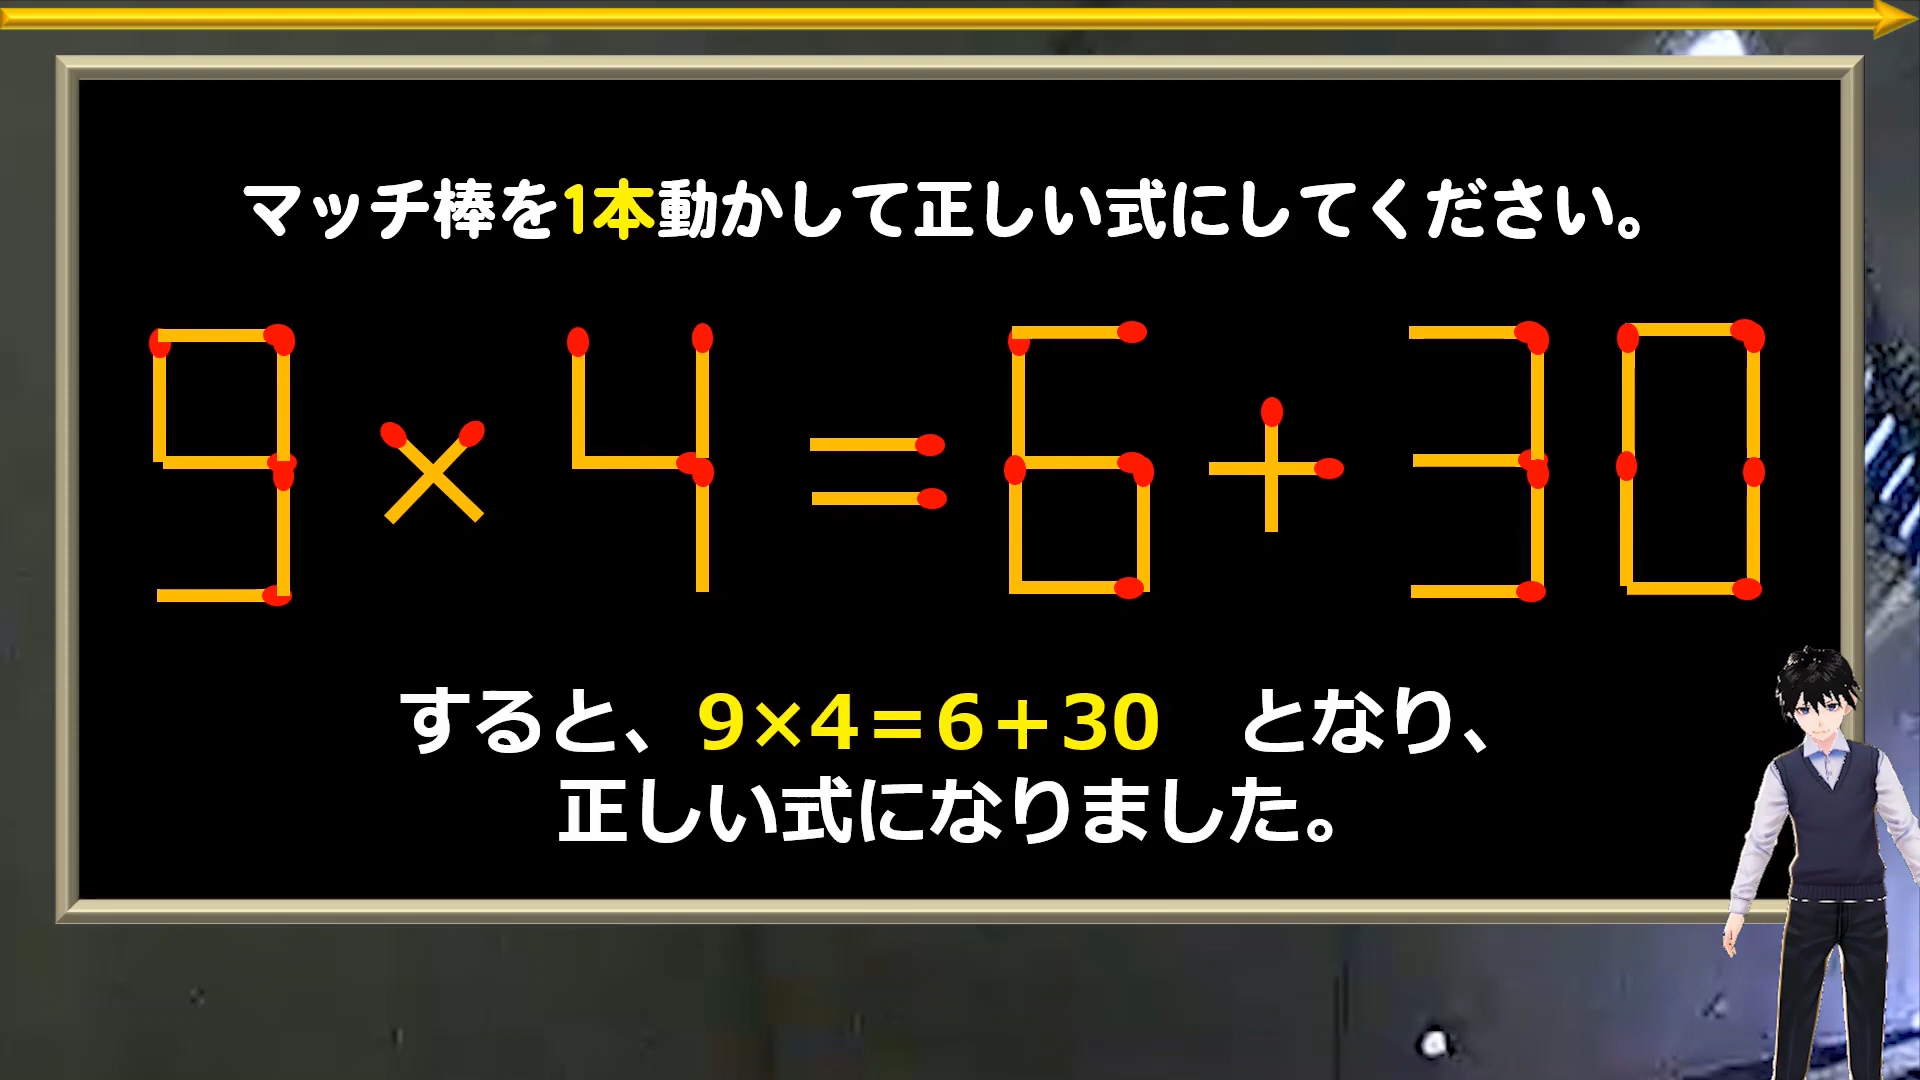 マッチ棒を1本動かして正しい式にしてください。
9×4=6+30
すると、9×4＝6＋30　となり、
正しい式になりました。